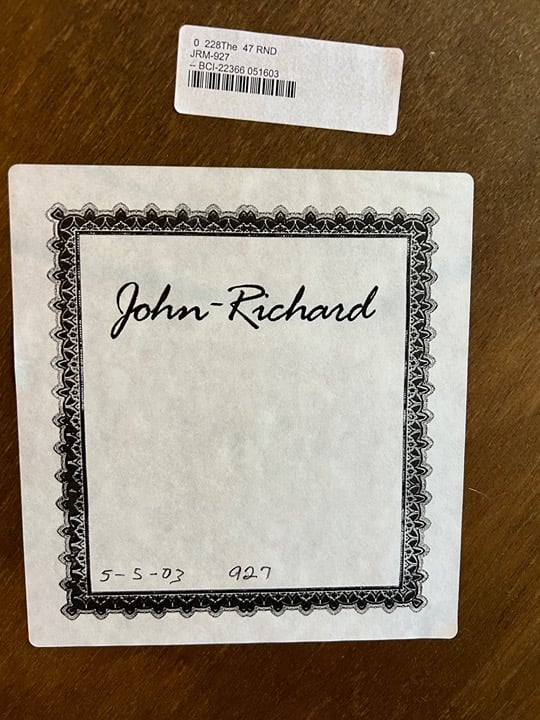 0 228The 47 RND
JRM-927
-- BCI-22366 051603
John-Richard
5-5-03 927